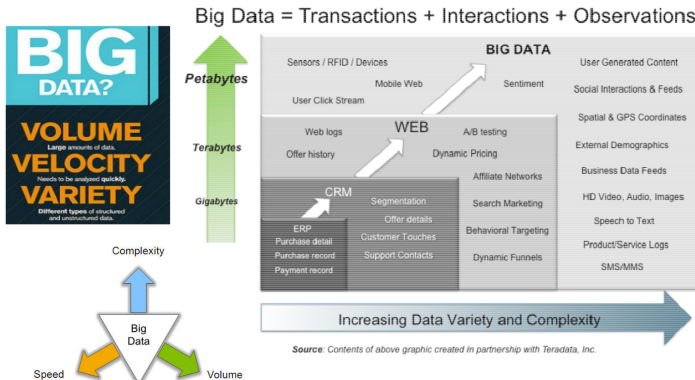 Big Data = Transactions + Interactions + Observations
BIG
DATA?
VOLUME
Large amounts of data.
VELOCITY
Needs to be analyzed quickly.
VARIETY
Different types of structured
and unstructured data.
Complexity
Big
Data
Speed
Volume
Petabytes
Terabytes
Gigabytes
BIG DATA
Sensors / RFID / Devices
Mobile Web
Sentiment
User Click Stream
User Generated Content
Social Interactions & Feeds
Spatial & GPS Coordinates
External Demographics
Business Data Feeds
HD Video, Audio, Images
Speech to Text
Product/Service Logs
SMS/MMS
WEB
Web logs
A/B testing
Offer history
Dynamic Pricing
Affiliate Networks
Search Marketing
Behavioral Targeting
Dynamic Funnels
CRM
Segmentation
Offer details
Customer Touches
Support Contacts
ERP
Purchase detail
Purchase record
Payment record
Increasing Data Variety and Complexity
Source: Contents of above graphic created in partnership with Teradata, Inc.